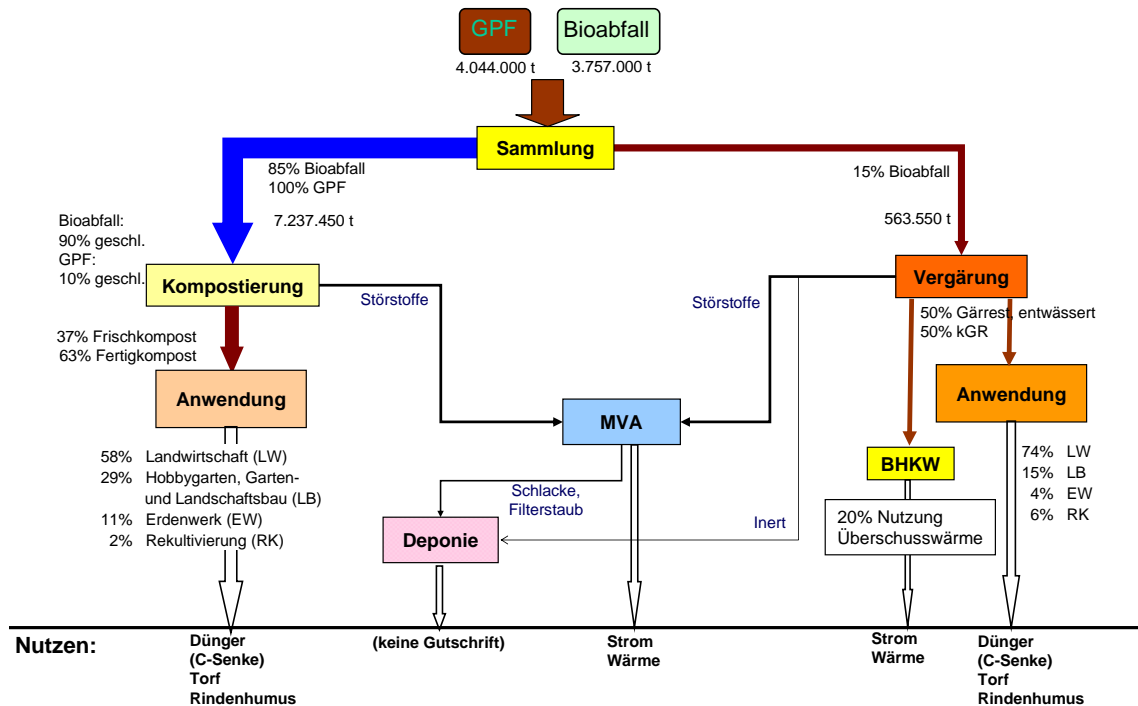 GPF
Bioabfall
4.044.000 t
3.757.000 t
Sammlung
85% Bioabfall
100% GPF
7.237.450 t
15% Bioabfall
563.550 t
Bioabfall:
90% geschl.
GPF:
10% geschl.
Kompostierung
Störstoffe
Störstoffe
Vergärung
37% Frischkompost
63% Fertigkompost
50% Gärrest, entwässert
50% kGR
Anwendung
MVA
Anwendung
BHKW
58% Landwirtschaft (LW)
29% Hobbygarten, Garten-
und Landschaftsbau (LB)
11% Erdenwerk (EW)
2% Rekultivierung (RK)
Schlacke,
Filterstaub
Deponie
Inert
20% Nutzung
Überschusswärme
74% LW
15% LB
4% EW
6% RK
Nutzen:
Dünger
(C-Senke)
Torf
Rindenhumus
(keine Gutschrift)
Strom
Wärme
Strom
Wärme
Dünger
(C-Senke)
Torf
Rindenhumus